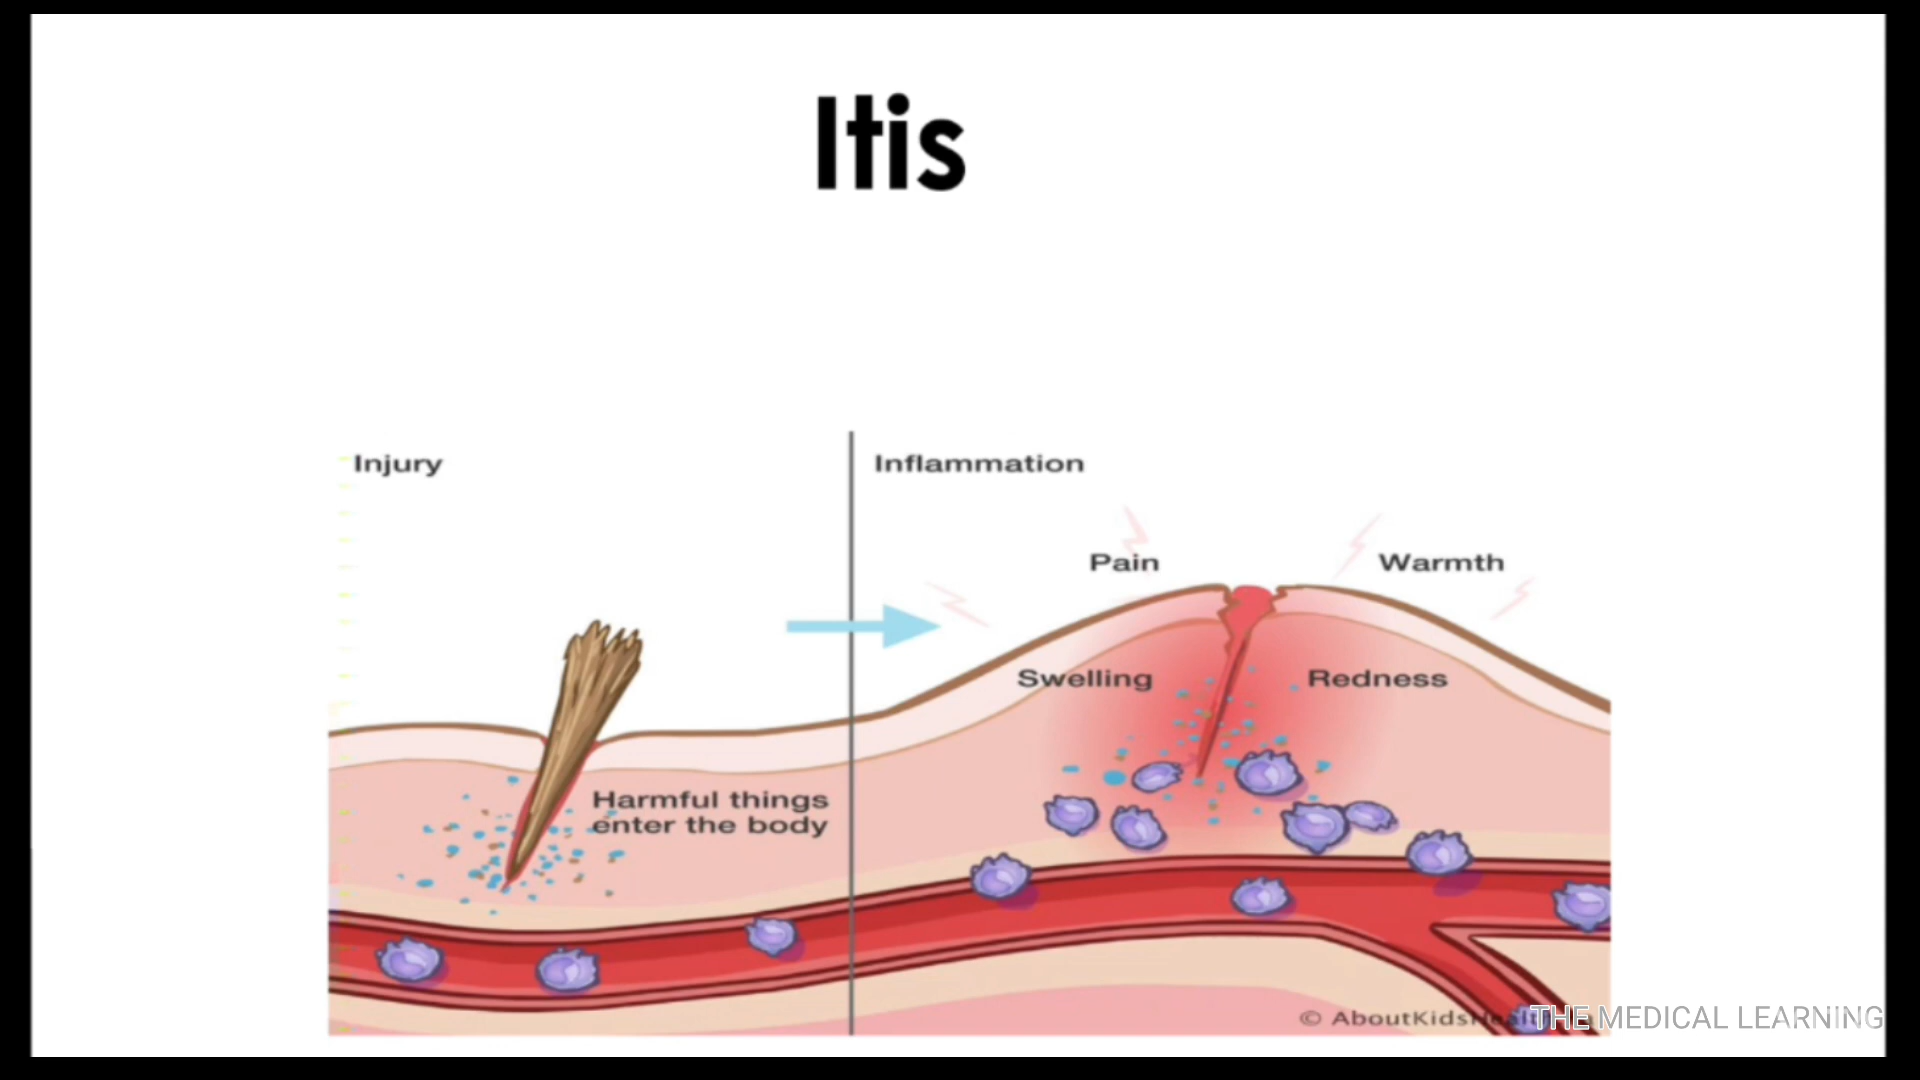 Itis
Injury
Inflammation
Pain
Warmth
Swelling
Redness
Harmful things
enter the body
© AboutKidsHealth
THE MEDICAL LEARNING